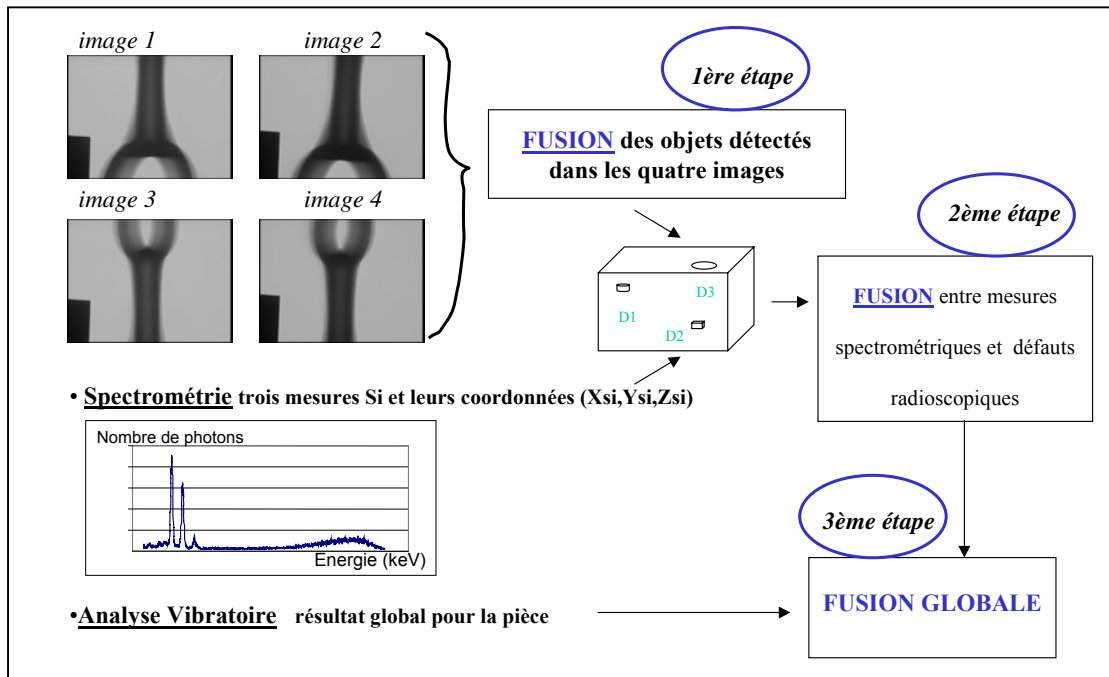 image 1
image 2
image 3
image 4
1ère étape
FUSION des objets détectés
dans les quatre images
2ème étape
FUSION entre mesures
spectrométriques et défauts
radioscopiques
D1
D2
D3
• Spectrométrie trois mesures Si et leurs coordonnées (Xsi,Ysi,Zsi)
Nombre de photons
Energie (keV)
3ème étape
FUSION GLOBALE
•Analyse Vibratoire résultat global pour la pièce